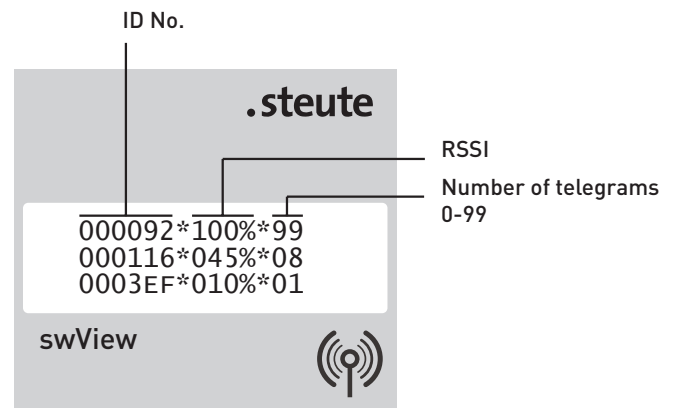 ID No.
.steute
RSSI
Number of telegrams
0-99
000092*100%*99
000116*045%*08
0003EF*010%*01
swView